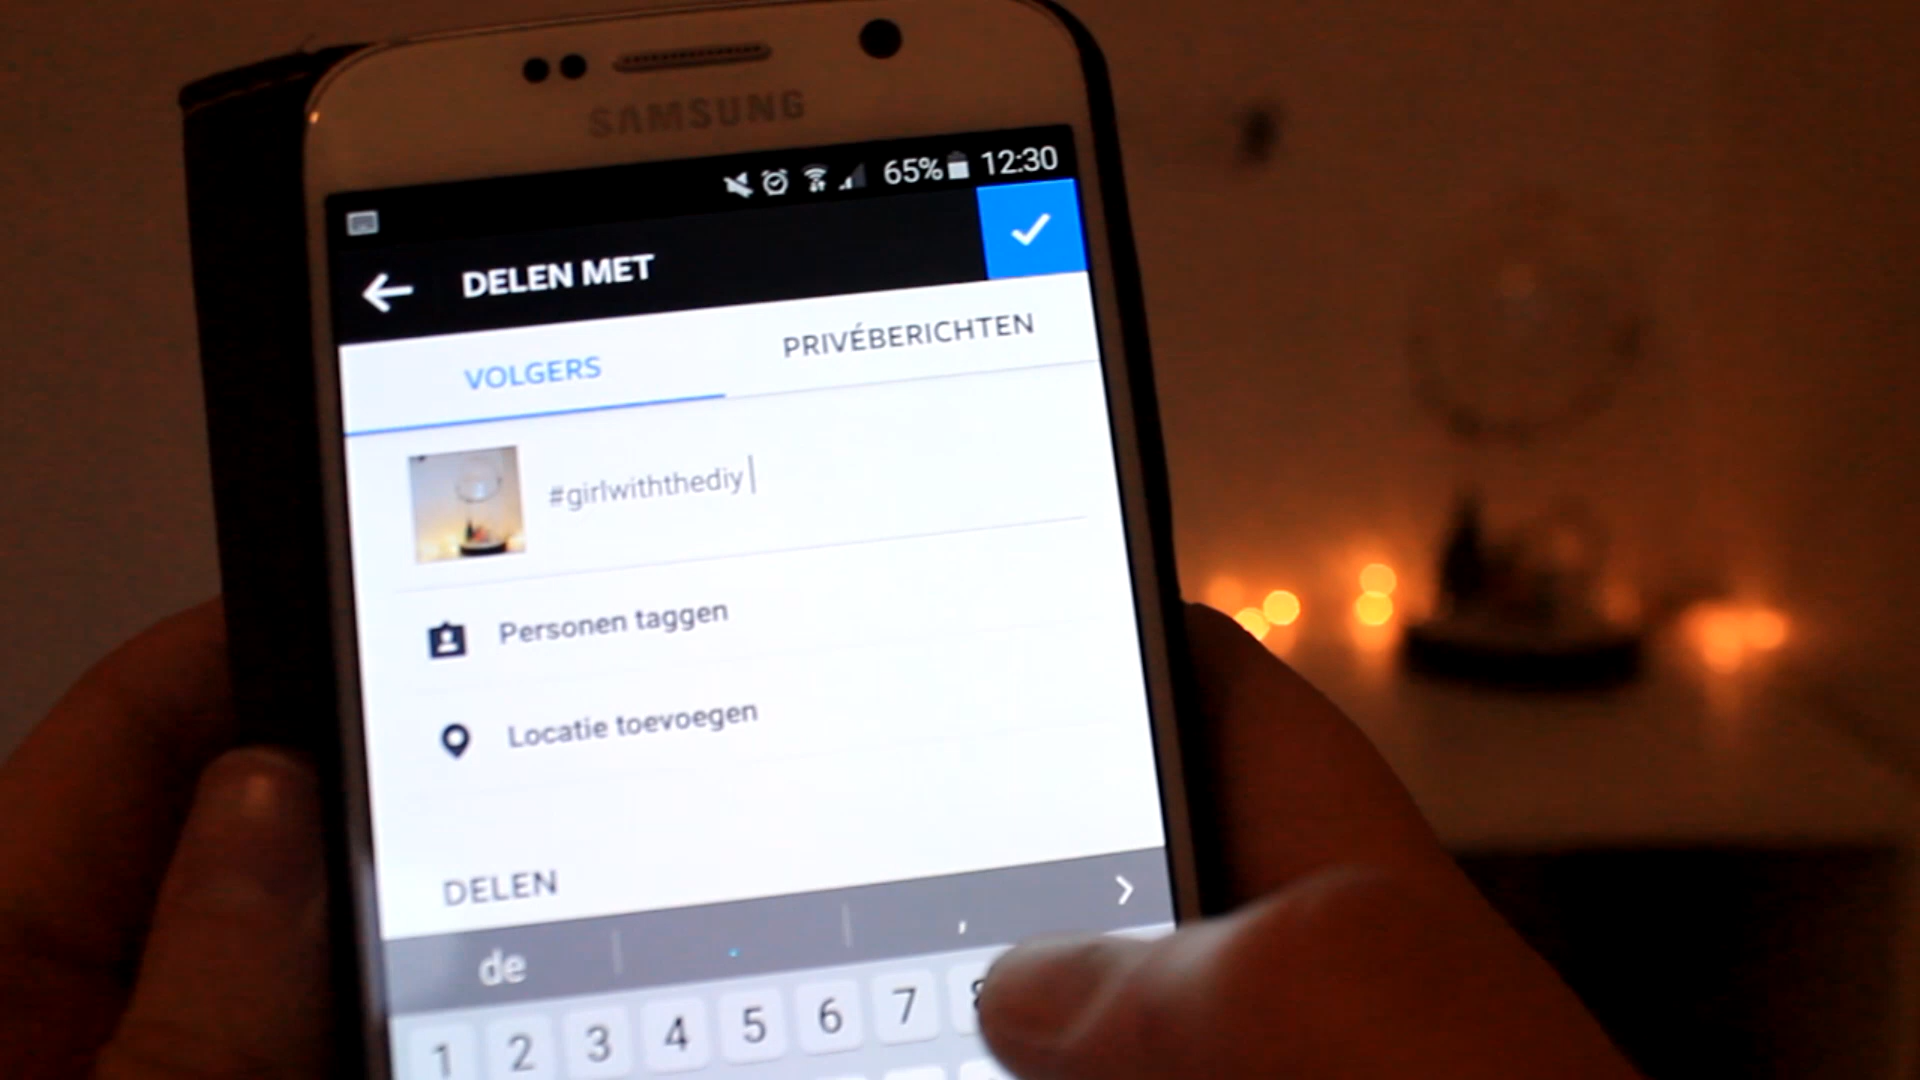 SAMSUNG
65% 12:30
DELEN MET
VOLGERS
PRIVÉBERICHTEN
#girlwiththediy
Personen taggen
Locatie toevoegen
DELEN
de . ,
1 2 3 4 5 6 7 8